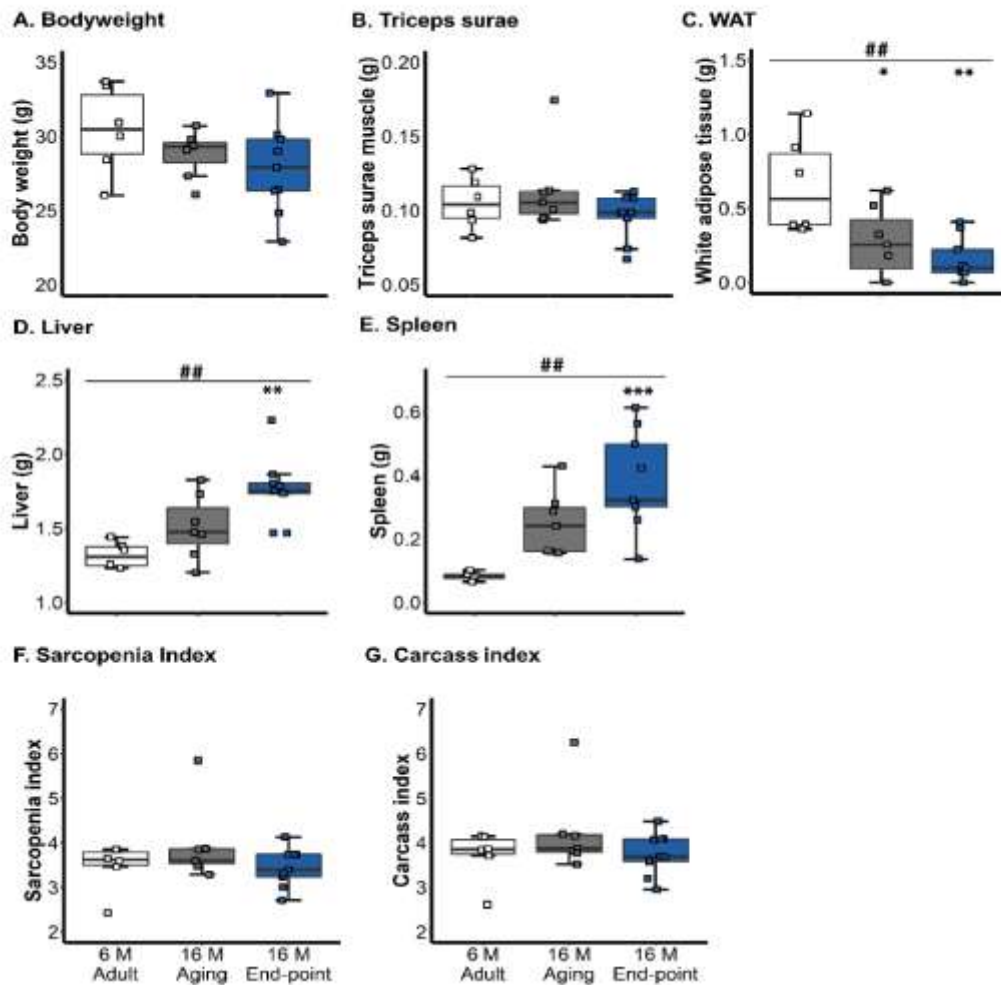 A. Bodyweight
Body weight (g)
35
30
25
20
B. Triceps surae
Triceps surae muscle (g)
0.20
0.15
0.10
0.05
C. WAT
White adipose tissue (g)
1.5
1.0
0.5
0.0
##
*
**
D. Liver
Liver (g)
2.5
2.0
1.5
1.0
##
**
E. Spleen
Spleen (g)
0.6
0.4
0.2
0.0
##
***
F. Sarcopenia Index
Sarcopenia index
7
6
5
4
3
2
6 M
Adult
16 M
Aging
16 M
End-point
G. Carcass index
Carcass index
7
6
5
4
3
2
6 M
Adult
16 M
Aging
16 M
End-point